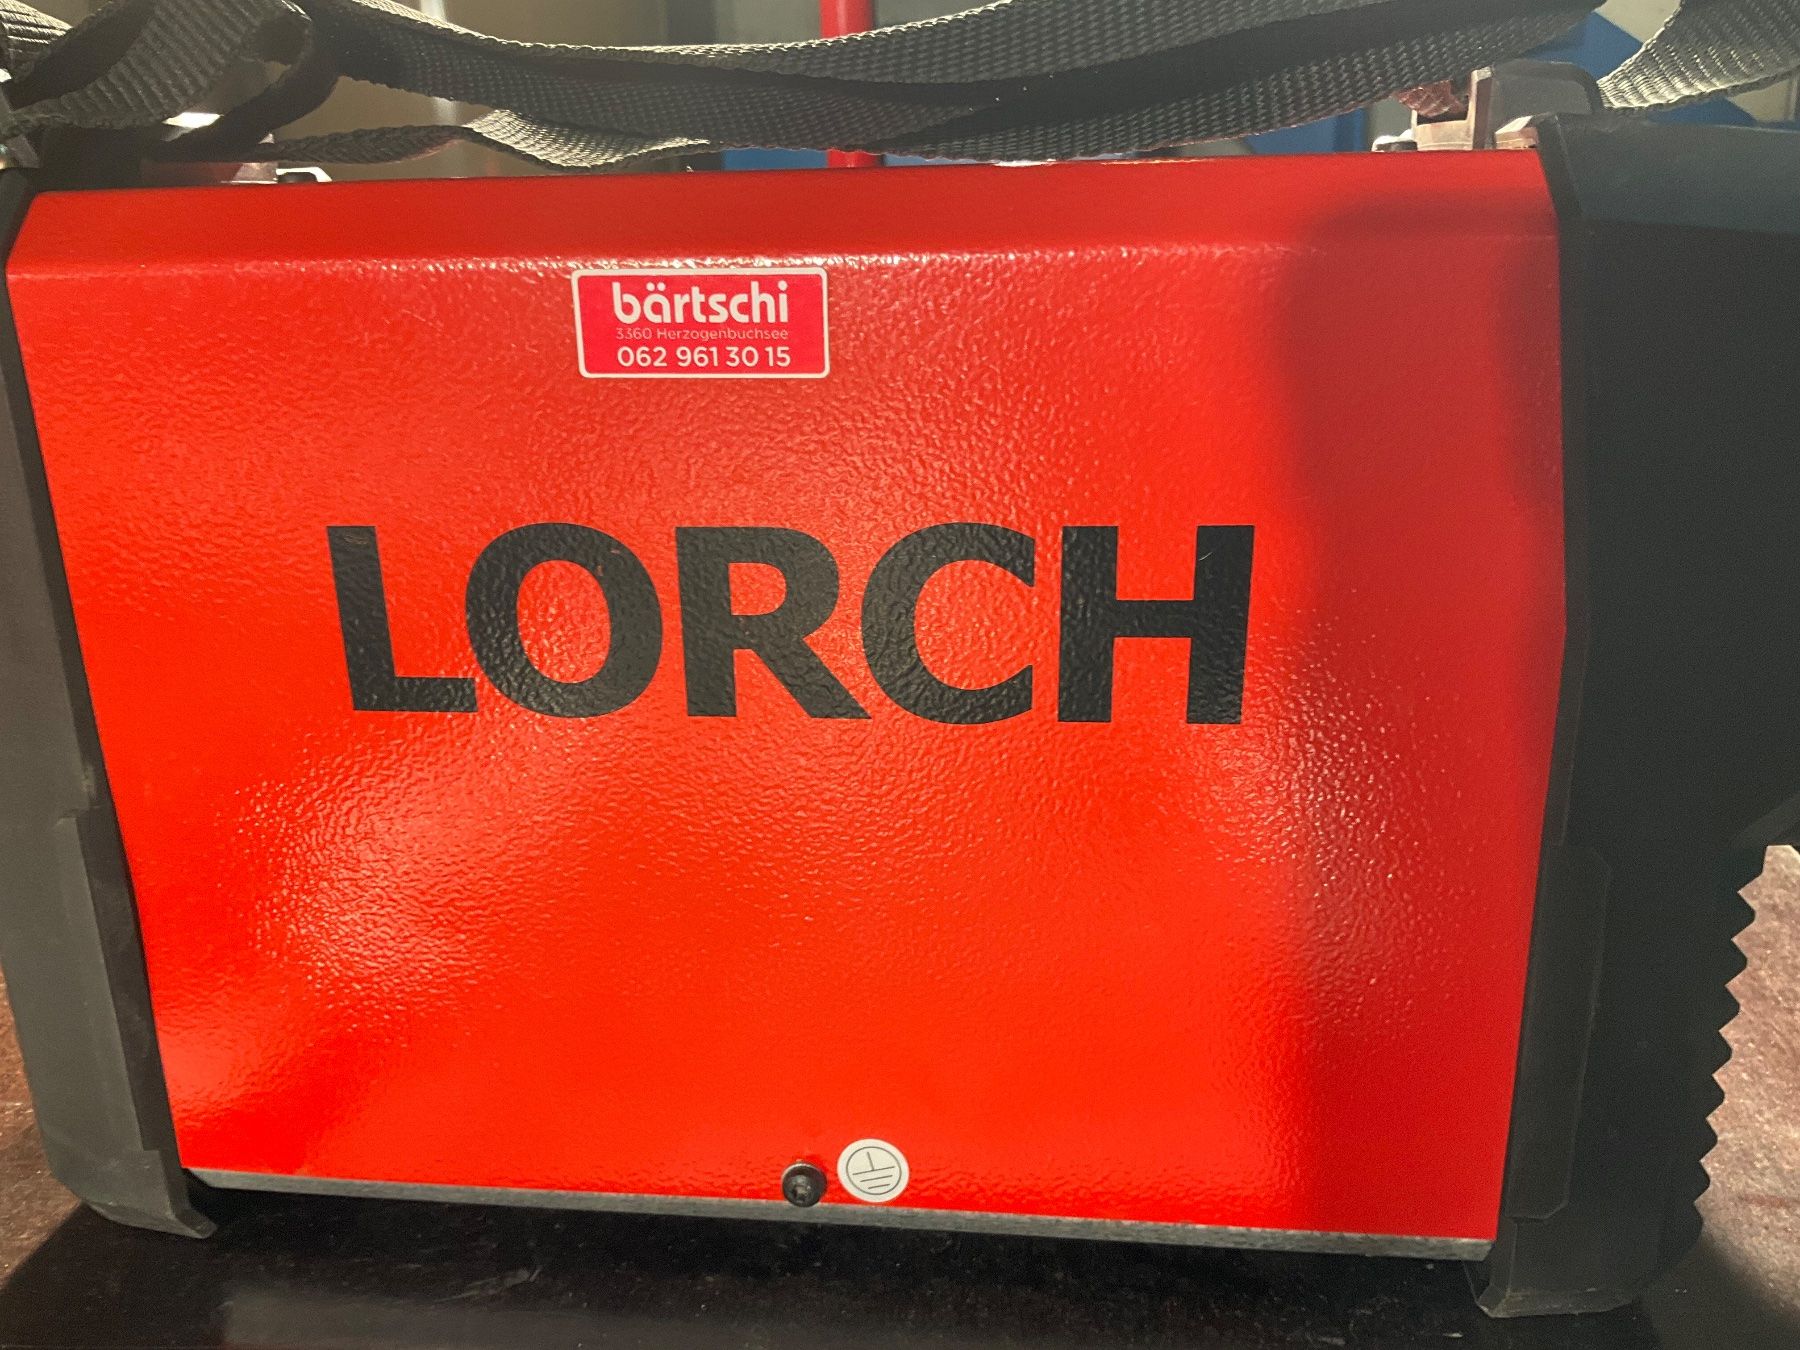 bärtschi
3360 Herzogenbuchsee
062 961 30 15
LORCH